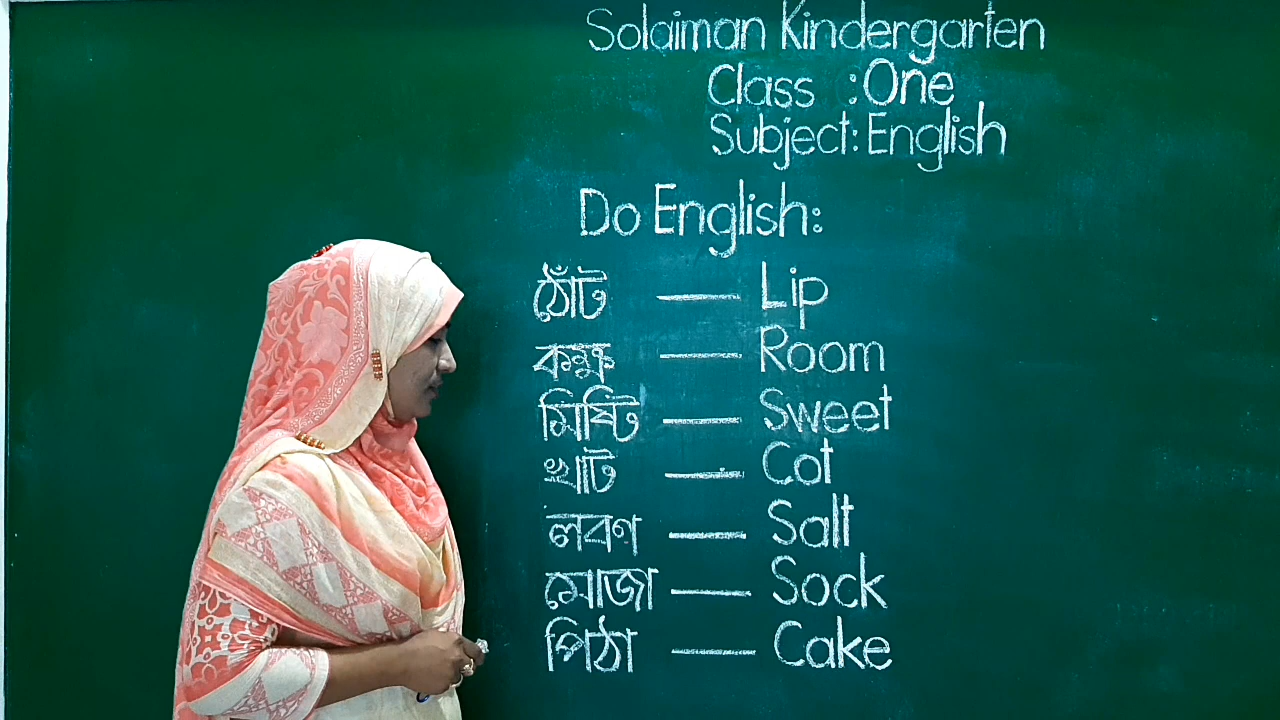 Solaiman Kindergarten
Class : One
Subject: English
Do English:
ঠোঁট — Lip
কক্ষ — Room
মিষ্টি — Sweet
খাট — Cot
লবণ — Salt
মোজা — Sock
পিঠা — Cake